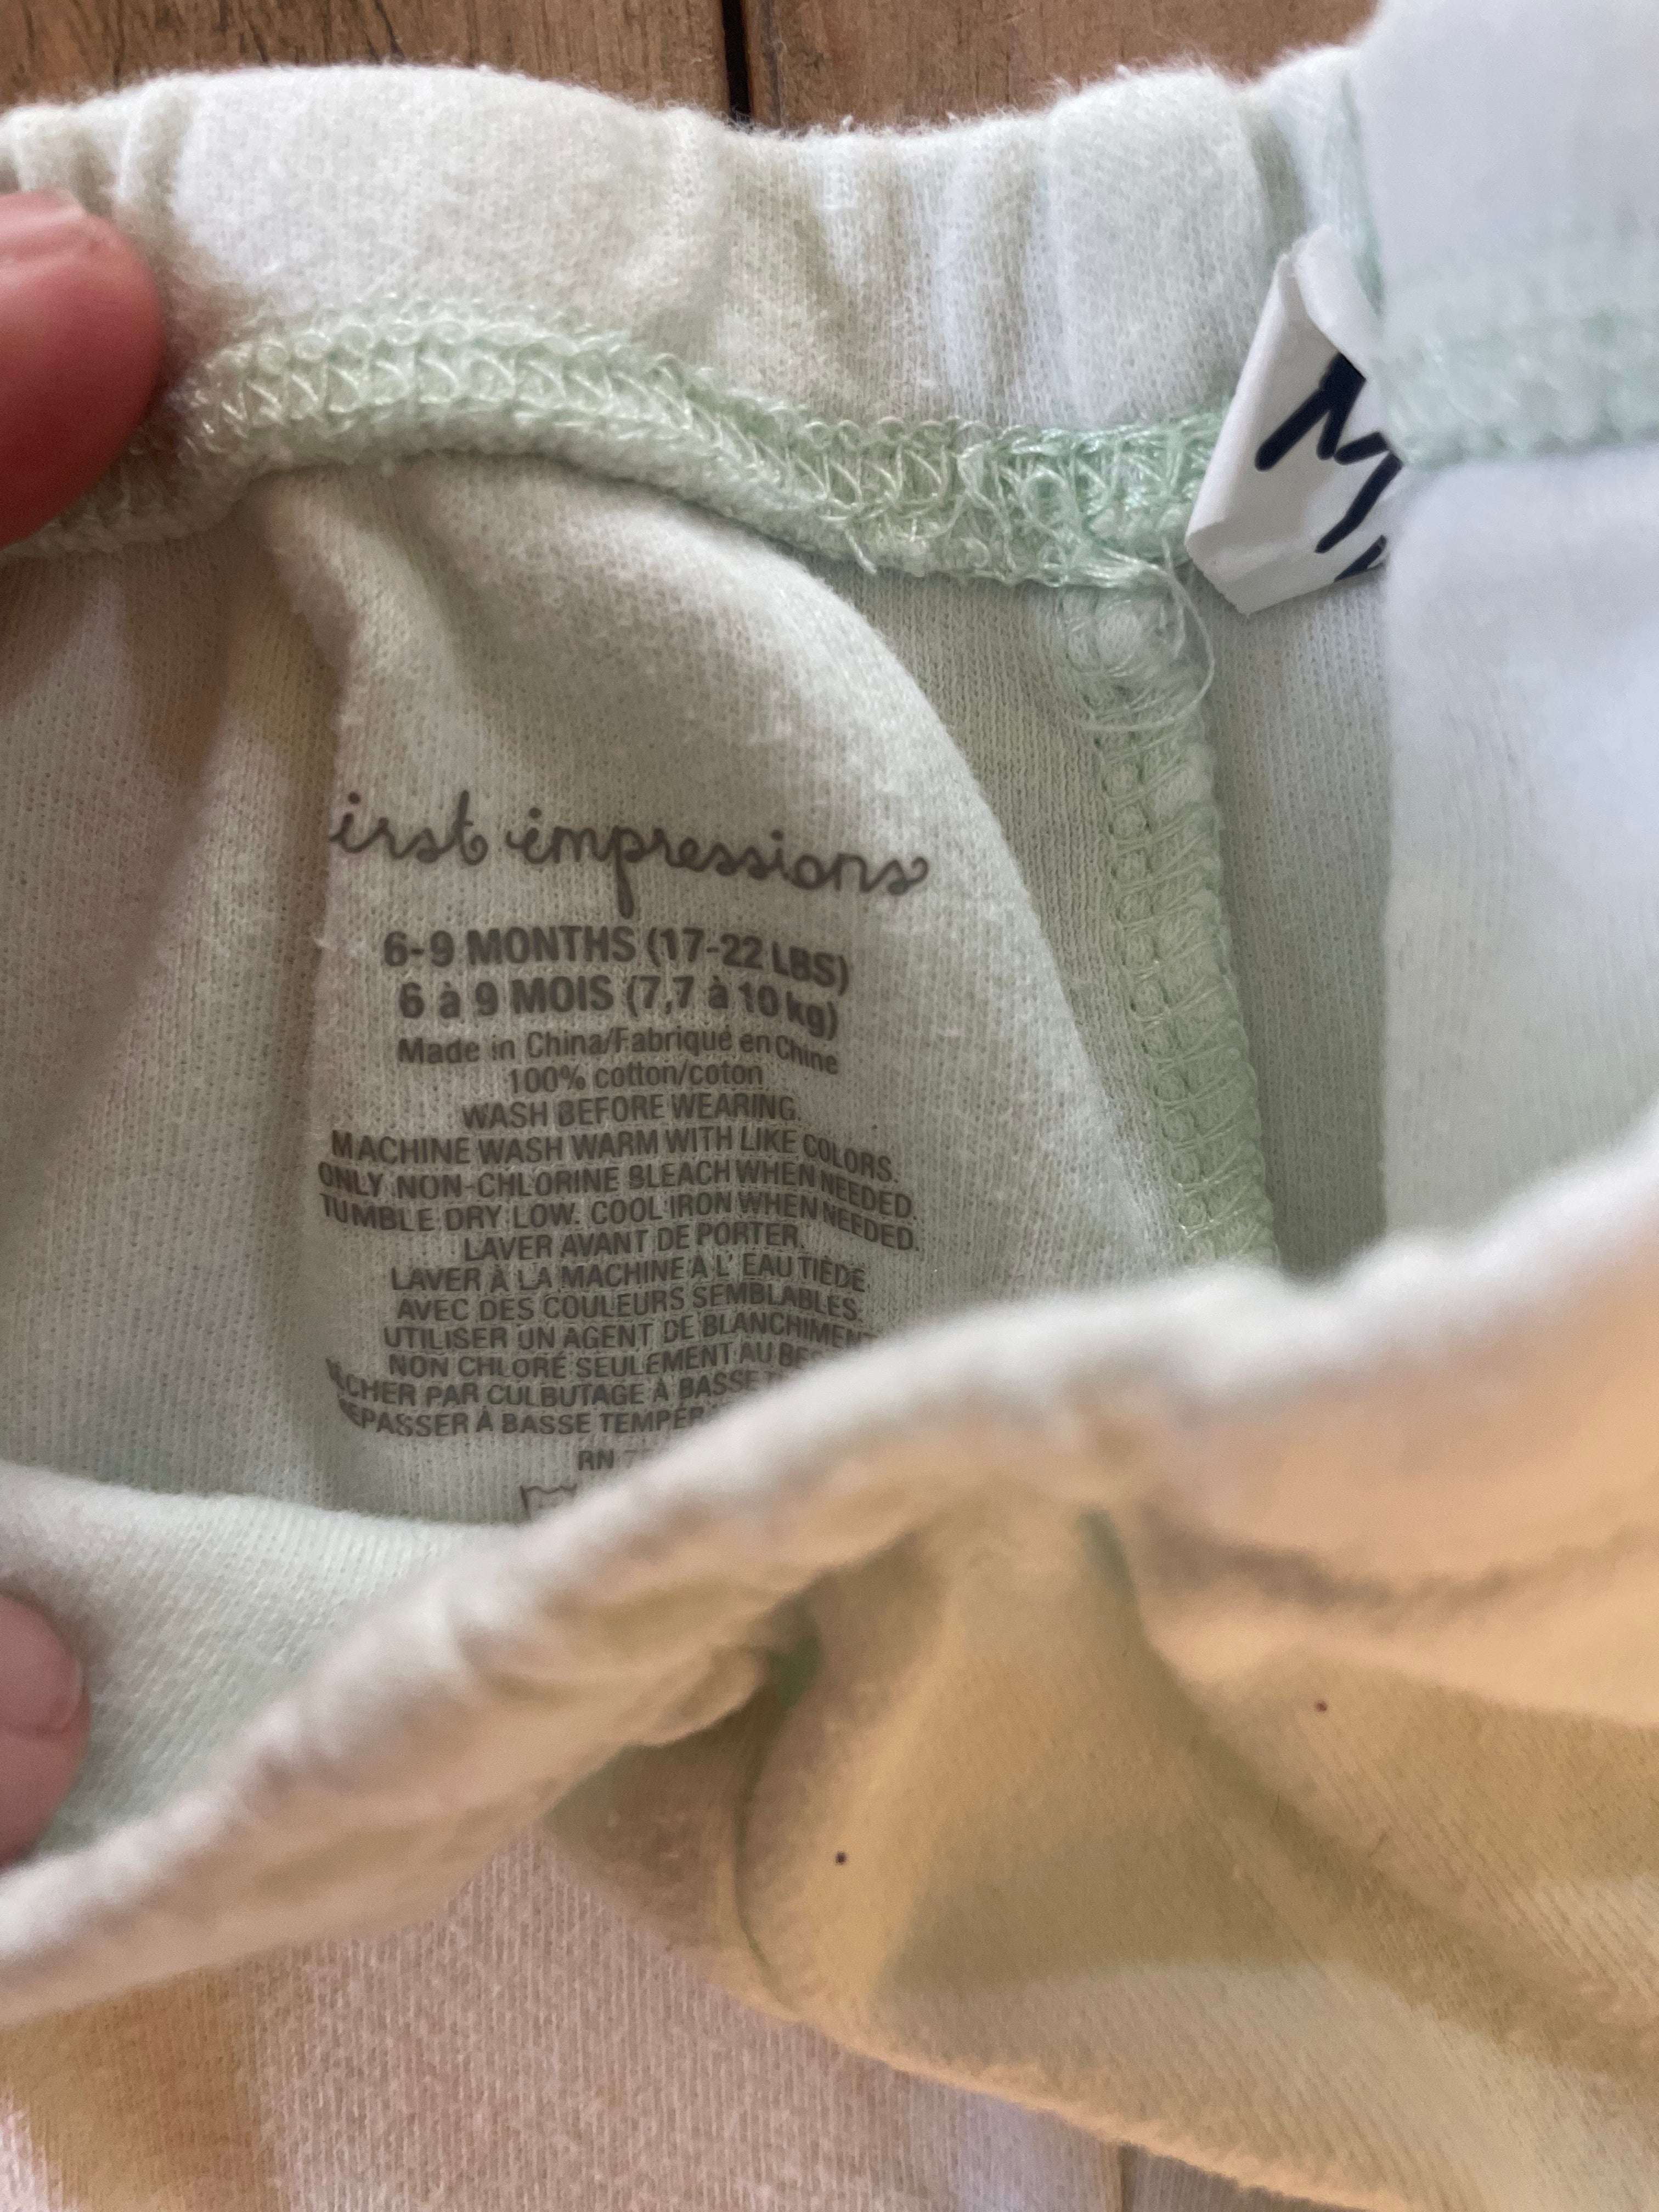 irst impressions
6-9 MONTHS (17-22 LBS)
6 à 9 MOIS (7,7 à 10 kg)
Made in China/Fabriqué en Chine
100% cotton/coton
WASH BEFORE WEARING.
MACHINE WASH WARM WITH LIKE COLORS.
ONLY NON-CHLORINE BLEACH WHEN NEEDED.
TUMBLE DRY LOW. COOL IRON WHEN NEEDED.
LAVER AVANT DE PORTER.
LAVER À LA MACHINE À L' EAU TIÈDE
AVEC DES COULEURS SEMBLABLES.
UTILISER UN AGENT DE BLANCHIMENT
NON CHLORÉ SEULEMENT AU BE
ÉCHER PAR CULBUTAGE À BASSE
EPASSER À BASSE TEMPÉR
RN 7